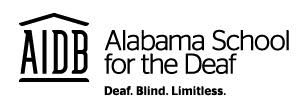 AIDB
Alabama School
for the Deaf
Deaf. Blind. Limitless.